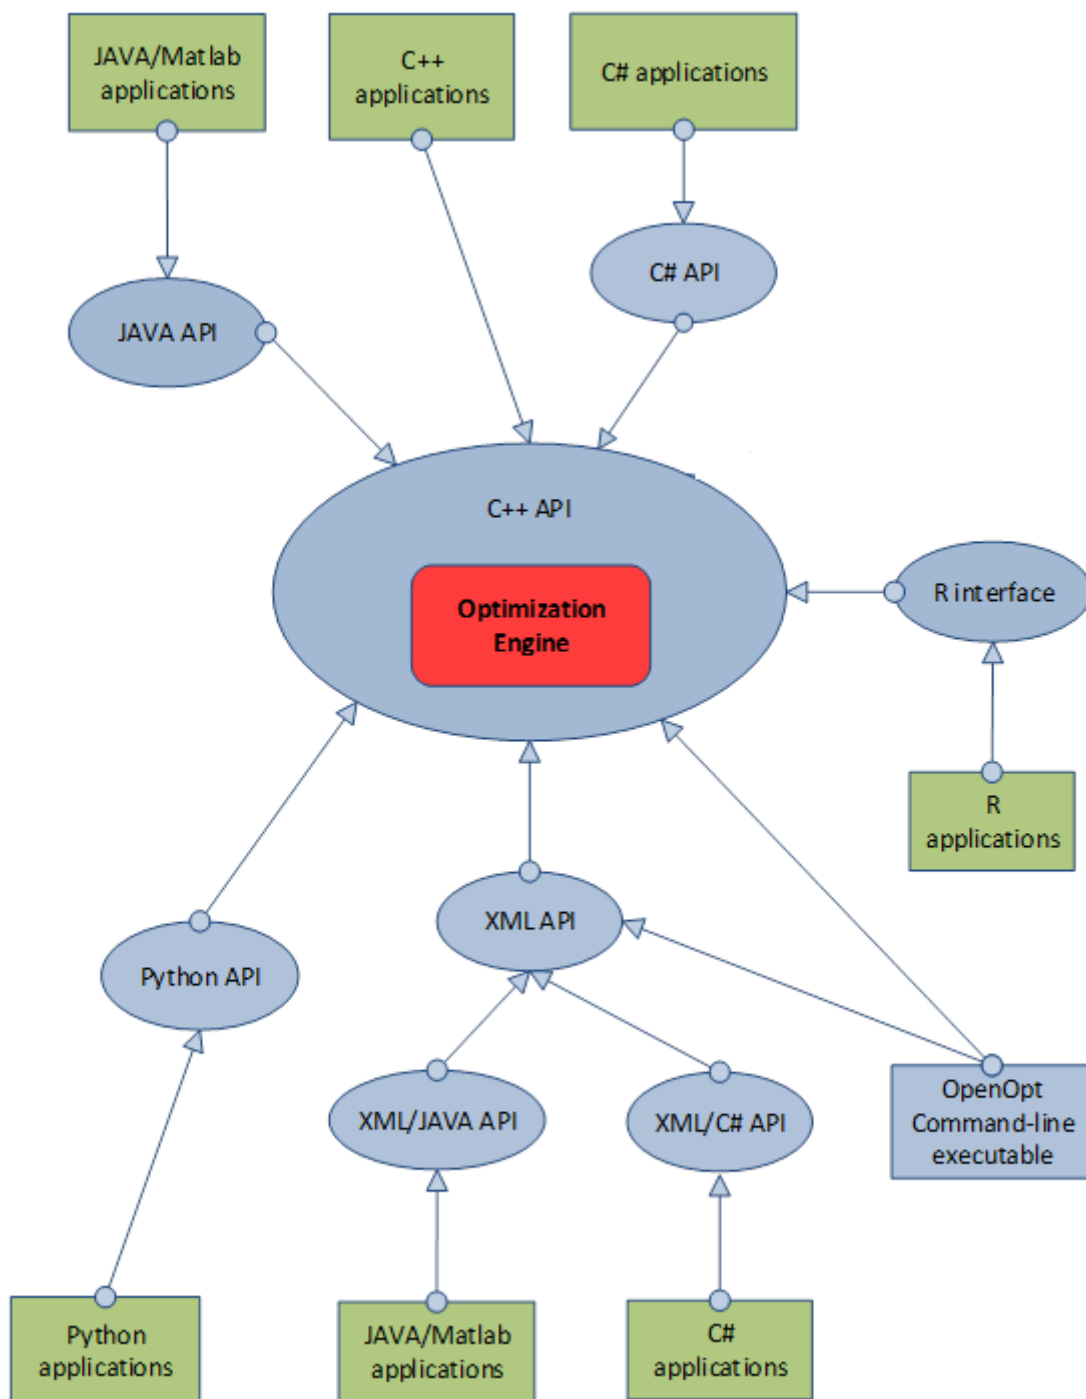 JAVA/Matlab
applications
C++
applications
C# applications
C# API
JAVA API
C++ API
Optimization
Engine
R interface
R
applications
XML API
Python API
XML/JAVA API
XML/C# API
OpenOpt
Command-line
executable
Python
applications
JAVA/Matlab
applications
C#
applications